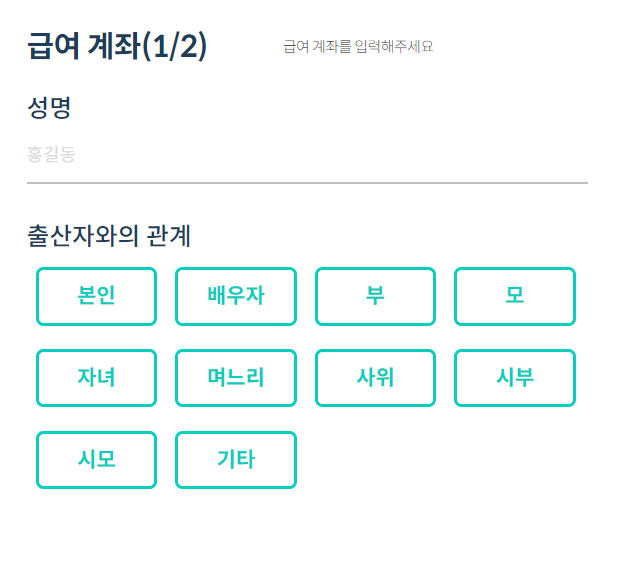 급여 계좌(1/2) 급여 계좌를 입력해주세요
성명
홍길동
출산자와의 관계
본인 배우자 부 모
자녀 며느리 사위 시부
시모 기타